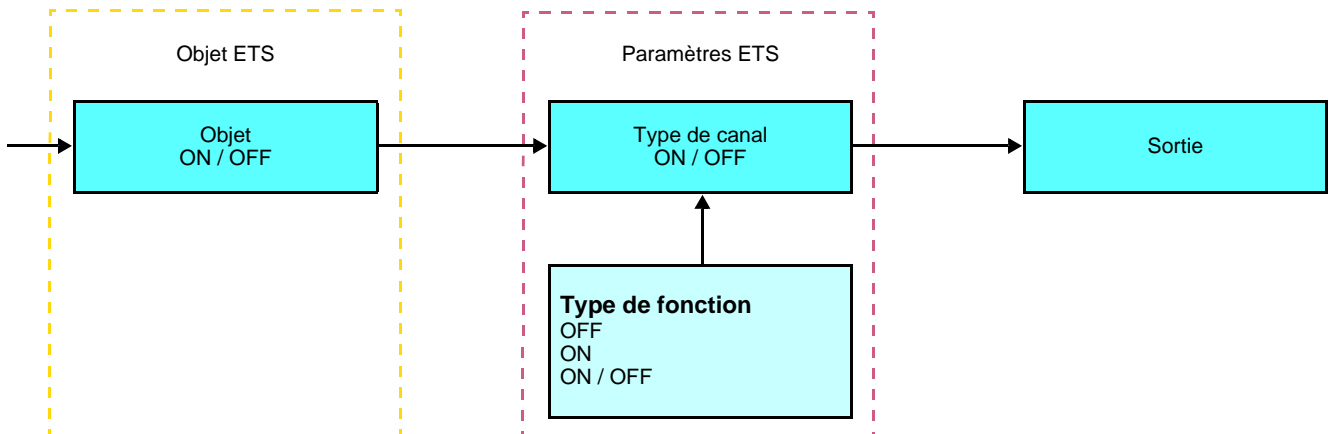 Objet ETS
Paramètres ETS
Objet
ON / OFF
Type de canal
ON / OFF
Sortie
Type de fonction
OFF
ON
ON / OFF